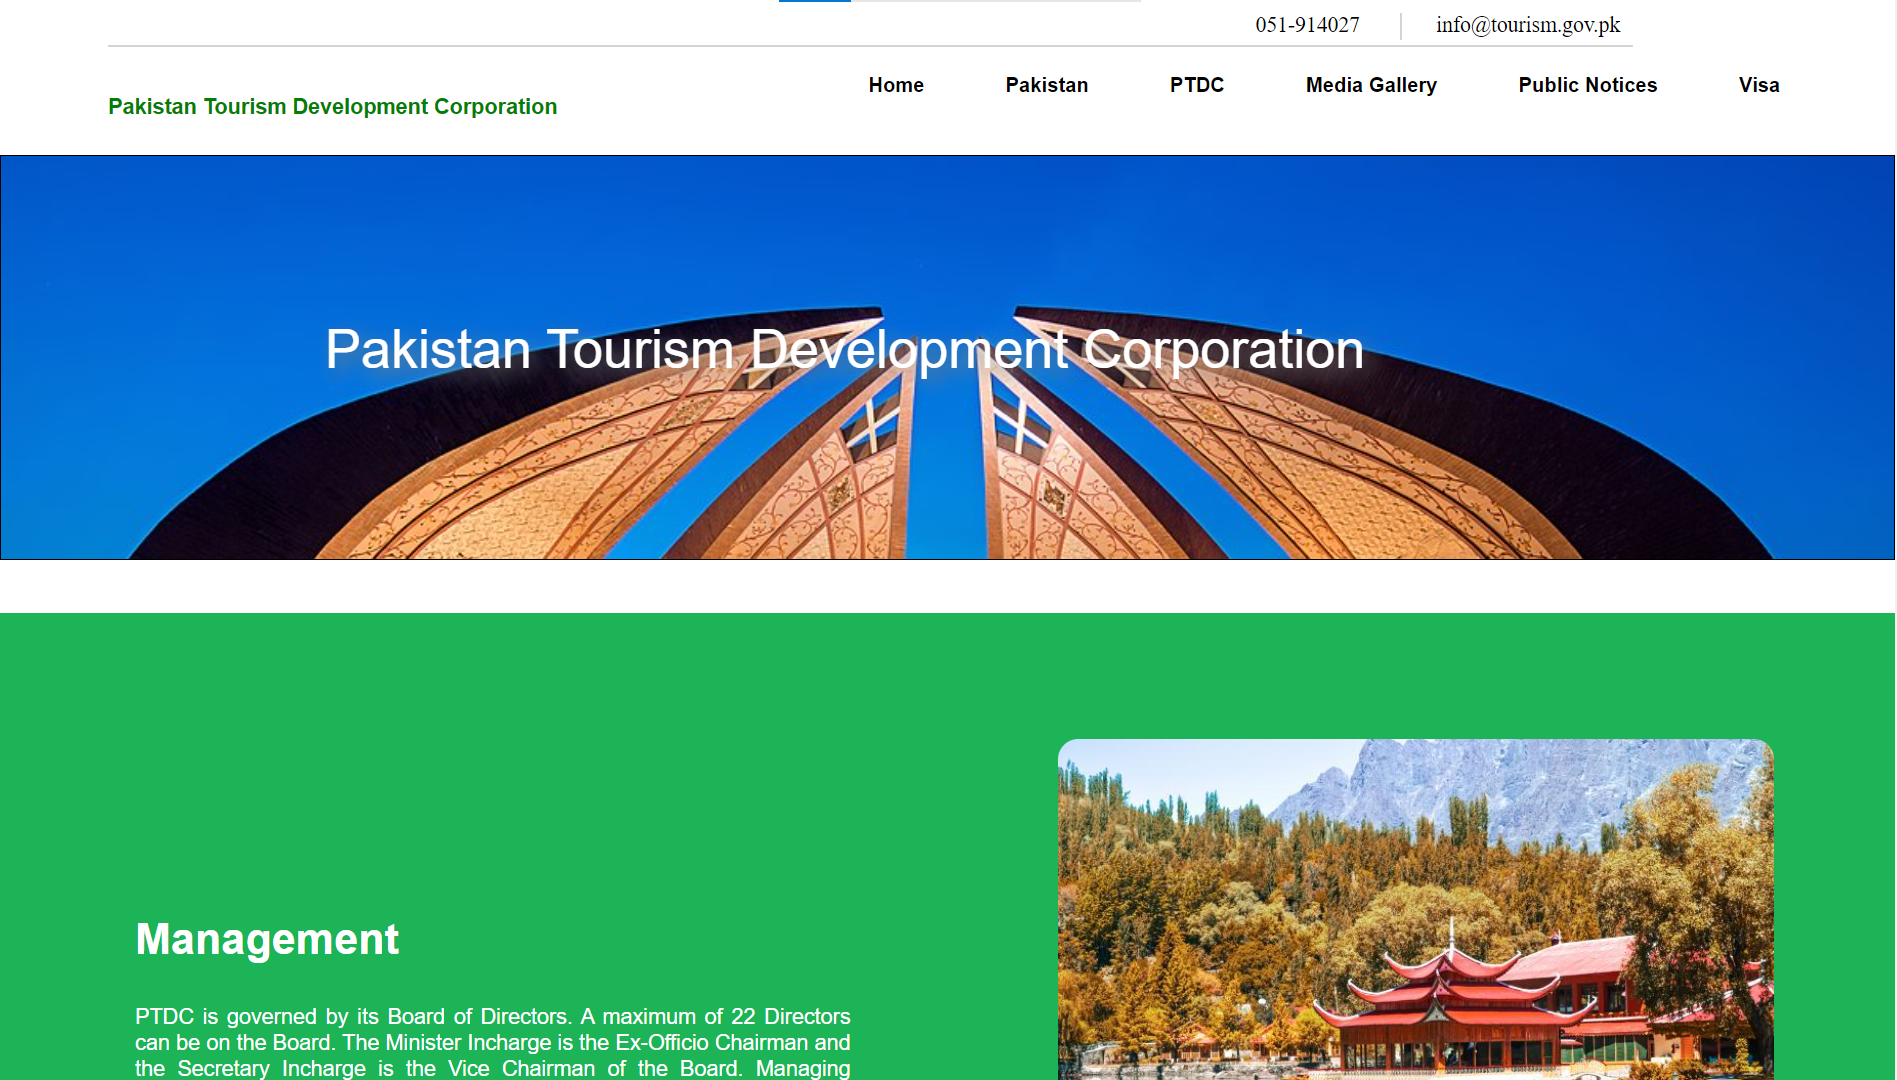 051-914027
info@tourism.gov.pk
Pakistan Tourism Development Corporation
Home
Pakistan
PTDC
Media Gallery
Public Notices
Visa
Pakistan Tourism Development Corporation
Management
PTDC is governed by its Board of Directors. A maximum of 22 Directors
can be on the Board. The Minister Incharge is the Ex-Officio Chairman and
the Secretary Incharge is the Vice Chairman of the Board. Managing